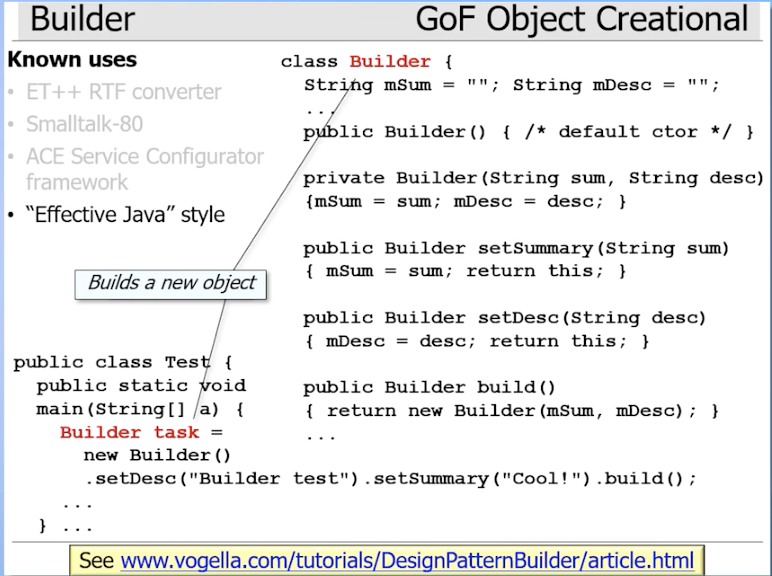 Builder
GoF Object Creational
Known uses
• ET++ RTF converter
• Smalltalk-80
• ACE Service Configurator
framework
• “Effective Java” style
class Builder {
String mSum = ""; String mDesc = "";
...
public Builder() { /* default ctor */ }
private Builder(String sum, String desc)
{mSum = sum; mDesc = desc; }
public Builder setSummary(String sum)
{ mSum = sum; return this; }
public Builder setDesc(String desc)
{ mDesc = desc; return this; }
public Builder build()
{ return new Builder(mSum, mDesc); }
...
Builds a new object
public class Test {
public static void
main(String[] a) {
Builder task =
new Builder()
.setDesc("Builder test").setSummary("Cool!").build();
...
} ...
See www.vogella.com/tutorials/DesignPatternBuilder/article.html